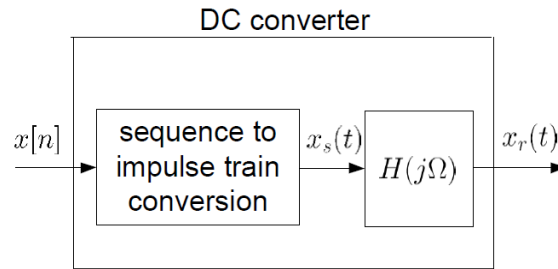 DC converter
x[n]
sequence to
impulse train
conversion
x_s(t)
H(jΩ)
x_r(t)